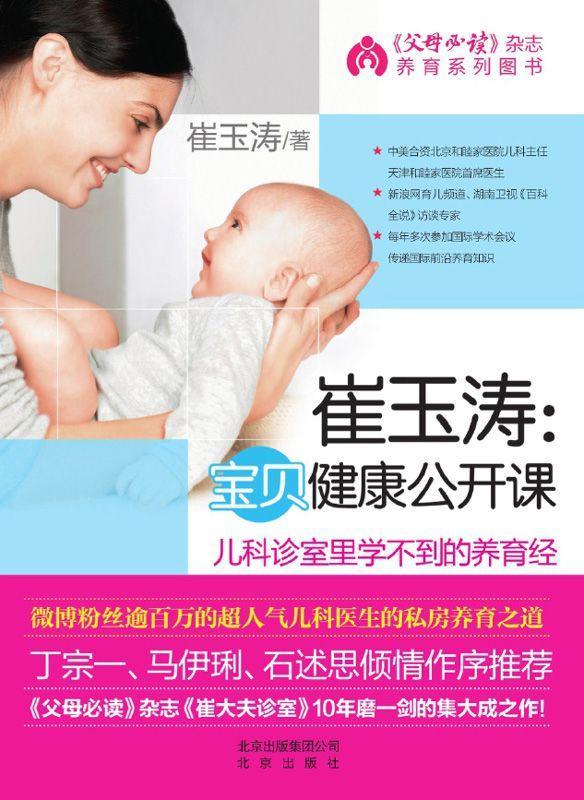 《父母必读》杂志
养育系列图书
崔玉涛/著
★ 中美合资北京和睦家医院儿科主任
天津和睦家医院首席医生
★ 新浪网育儿频道、湖南卫视《百科
全说》访谈专家
★ 每年多次参加国际学术会议
传递国际前沿养育知识
崔玉涛：
宝贝健康公开课
儿科诊室里学不到的养育经
微博粉丝逾百万的超人气儿科医生的私房养育之道
丁宗一、马伊琍、石述思倾情作序推荐
《父母必读》杂志《崔大夫诊室》10年磨一剑的集大成之作！
北京出版集团公司
北京出版社